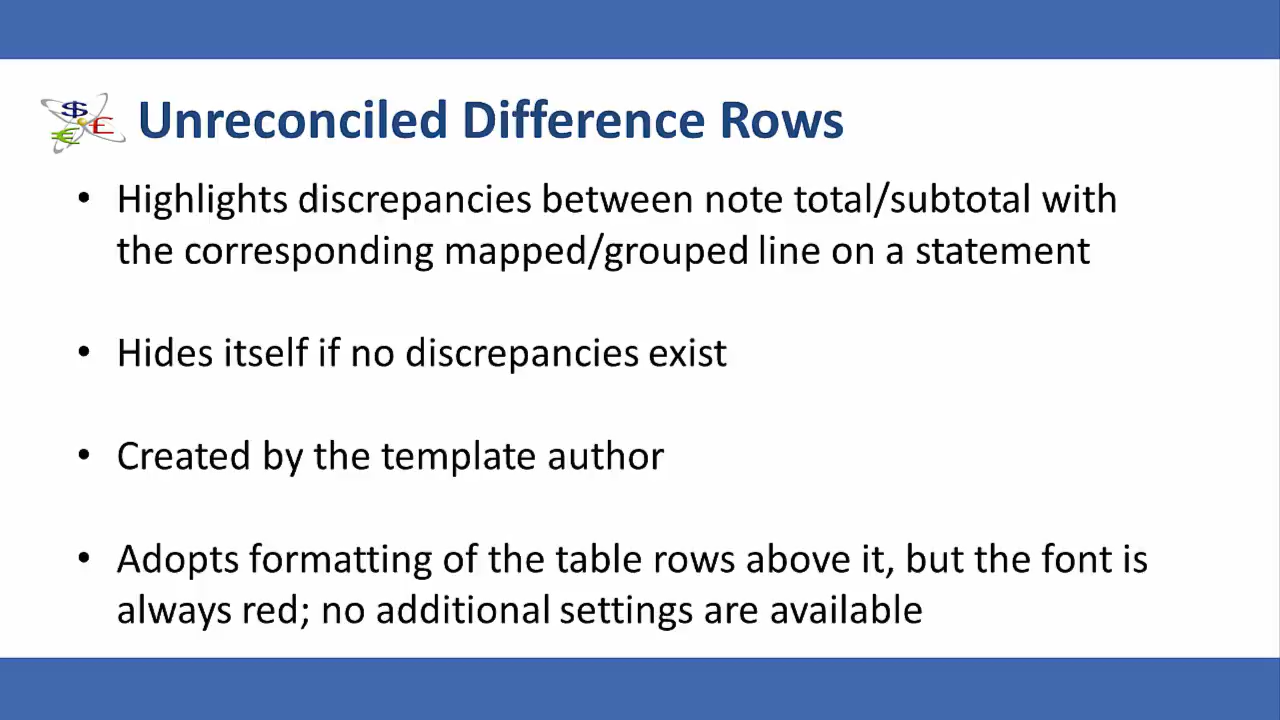 Unreconciled Difference Rows
• Highlights discrepancies between note total/subtotal with
the corresponding mapped/grouped line on a statement
• Hides itself if no discrepancies exist
• Created by the template author
• Adopts formatting of the table rows above it, but the font is
always red; no additional settings are available